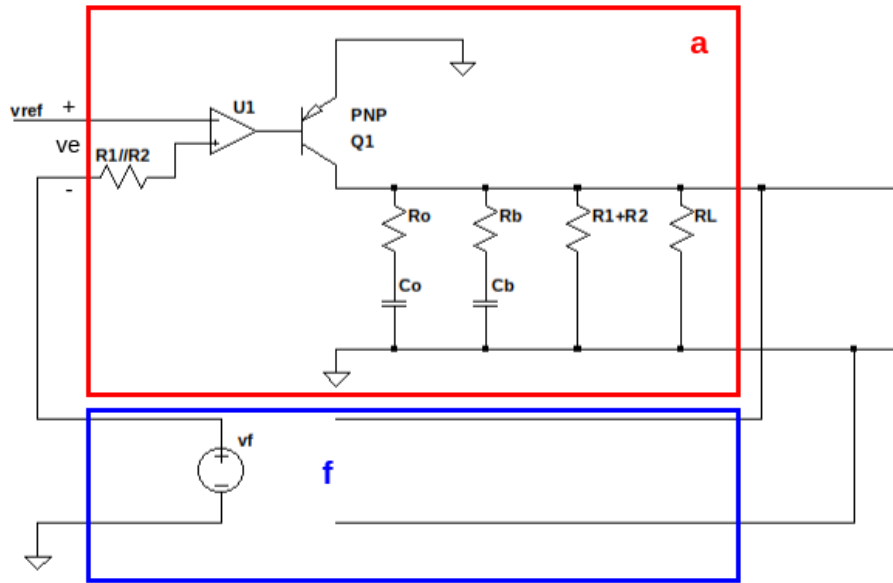 a
vref
+
ve
-
R1//R2
U1
-
+
PNP
Q1
Ro
Rb
R1+R2
RL
Co
Cb
vf
+
-
f